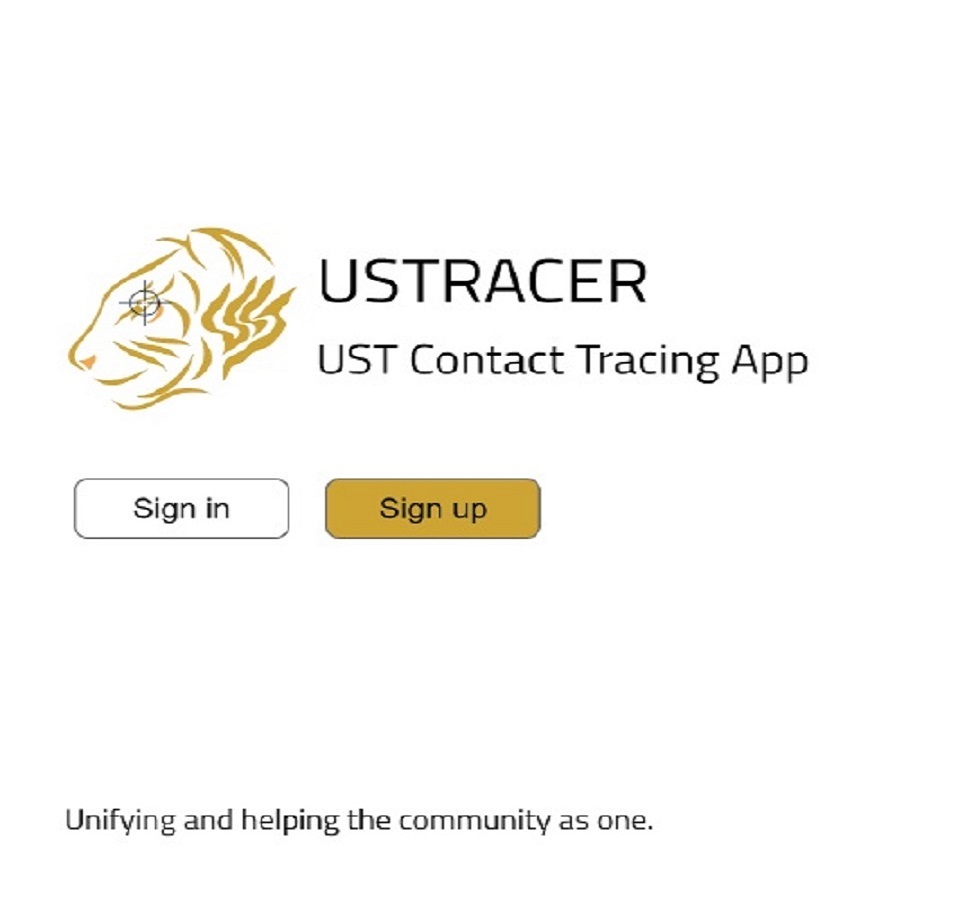 USTRACER
UST Contact Tracing App
Sign in
Sign up
Unifying and helping the community as one.